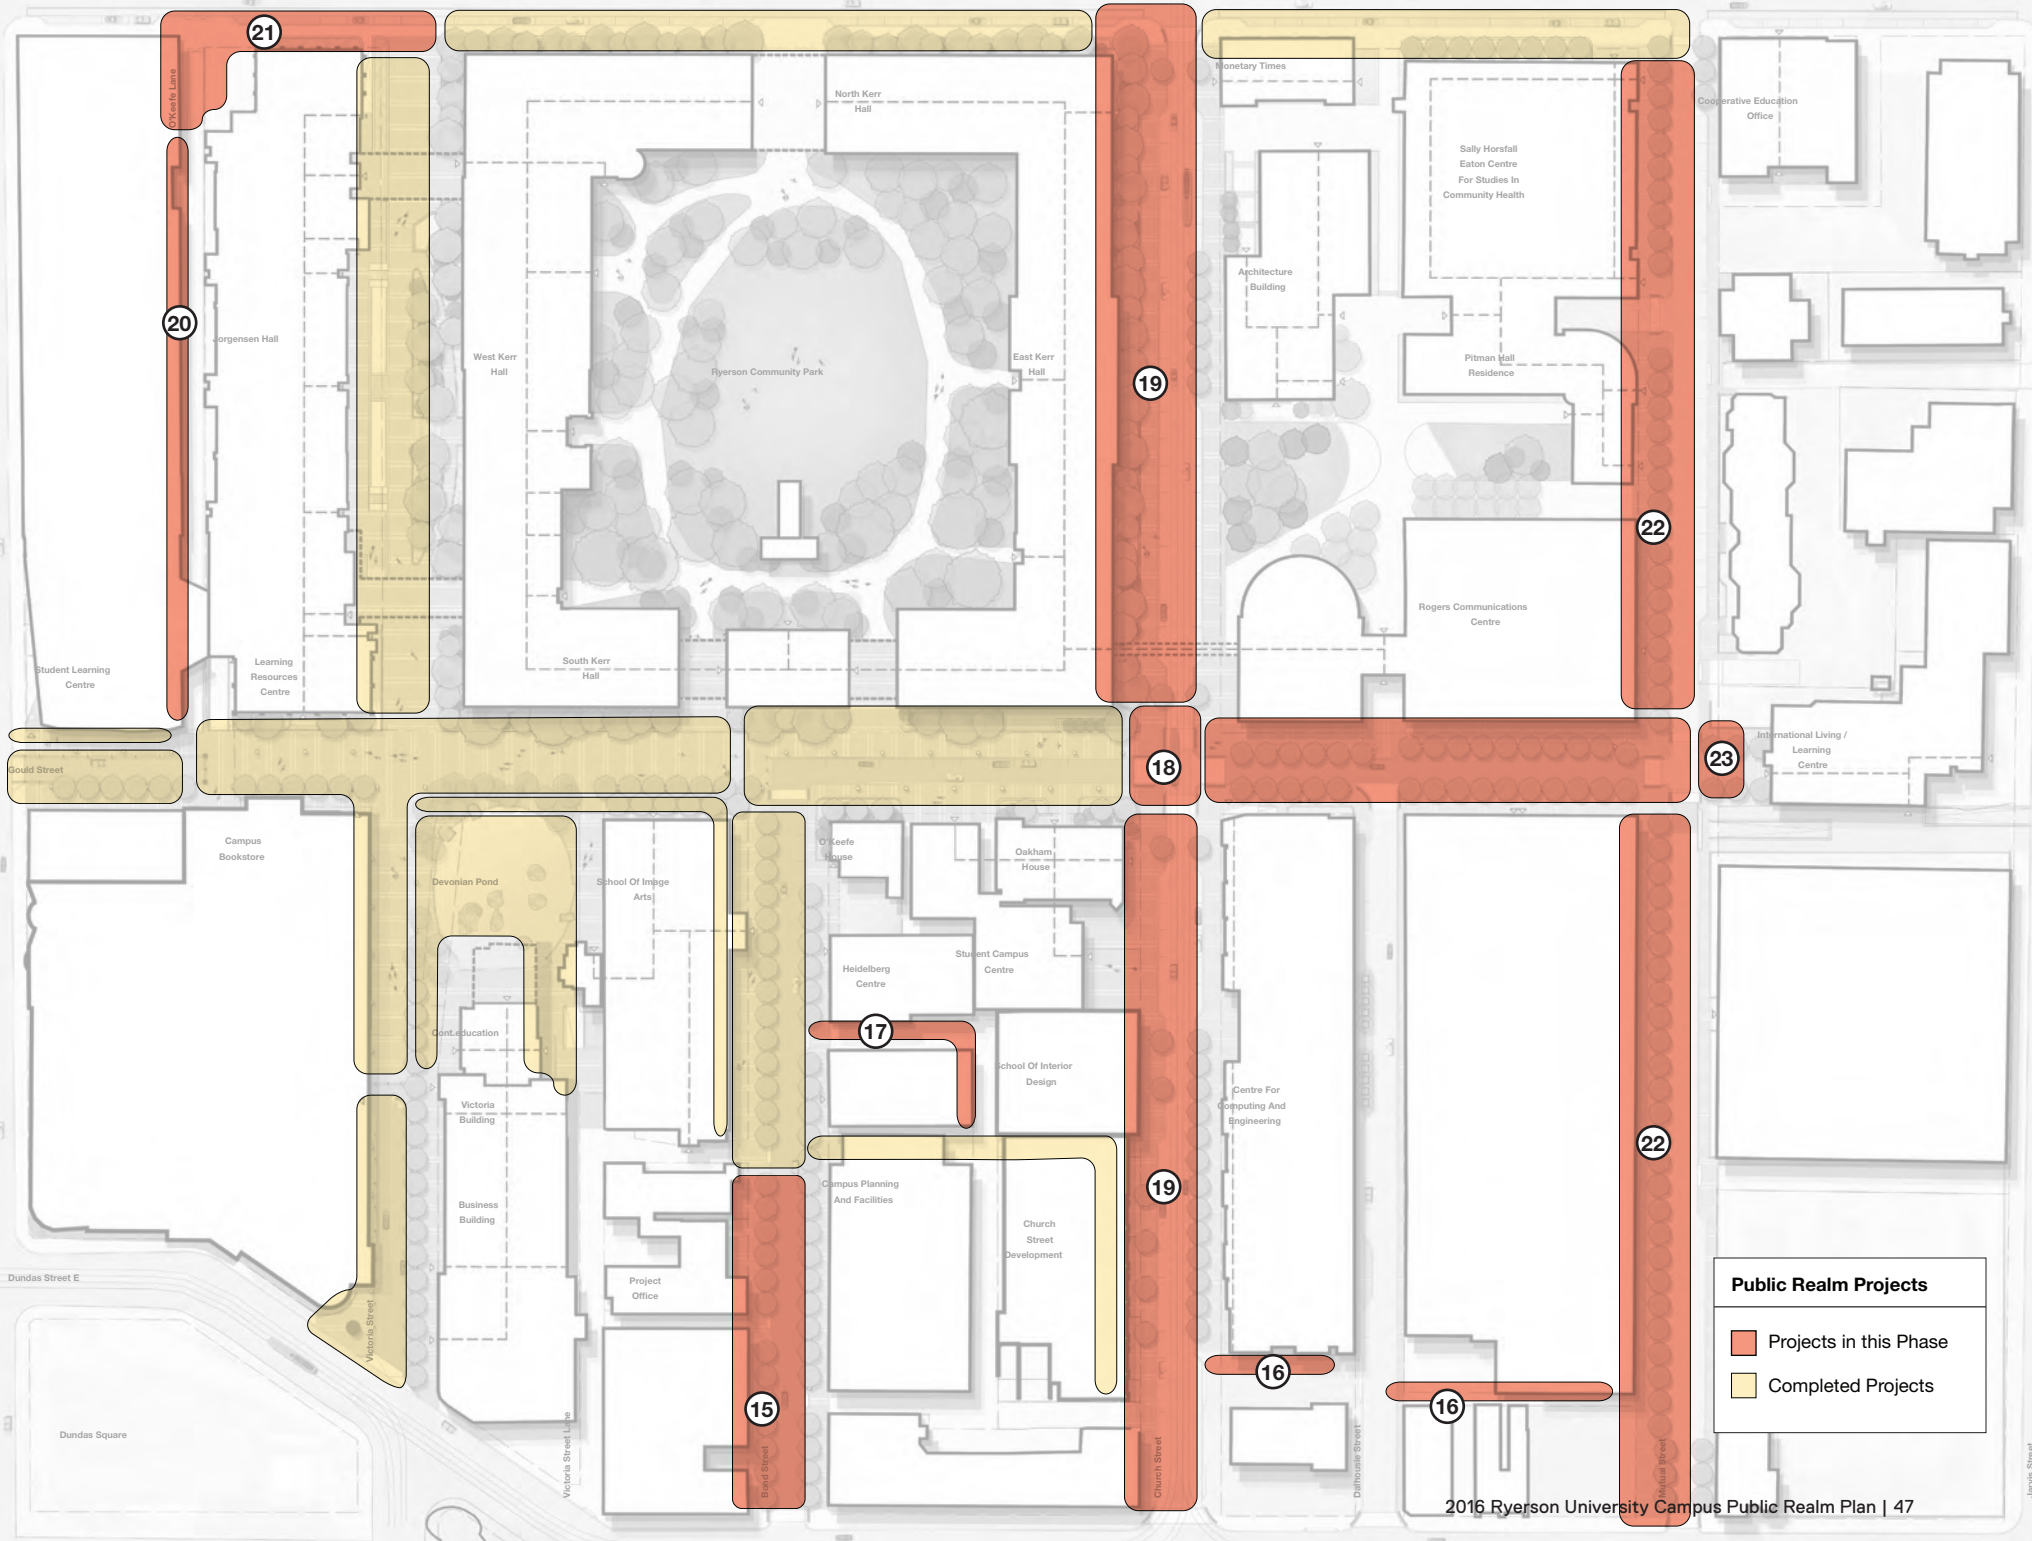 21
O'Keefe Lane
Monetary Times
North Kerr
Hall
Cooperative Education
Office
Sally Horsfall
Eaton Centre
For Studies In
Community Health
Architecture
Building
20
Jorgensen Hall
West Kerr
Hall
Ryerson Community Park
East Kerr
Hall
19
Pitman Hall
Residence
22
Rogers Communications
Centre
Student Learning
Centre
Learning
Resources
Centre
South Kerr
Hall
Gould Street
18
23
International Living /
Learning
Centre
Campus
Bookstore
Devonian Pond
School Of Image
Arts
O'Keefe
House
Oakham
House
Heidelberg
Centre
Student Campus
Centre
Cont.education
17
School Of Interior
Design
Victoria
Building
Centre For
Computing And
Engineering
22
Business
Building
Campus Planning
And Facilities
19
Church
Street
Development
Dundas Street E
Project
Office
Victoria Street
Public Realm Projects
Projects in this Phase
Completed Projects
16
16
15
Dundas Square
Victoria Street Lane
Bond Street
Church Street
Dalhousie Street
Mutual Street
Jarvis Street
2016 Ryerson University Campus Public Realm Plan | 47